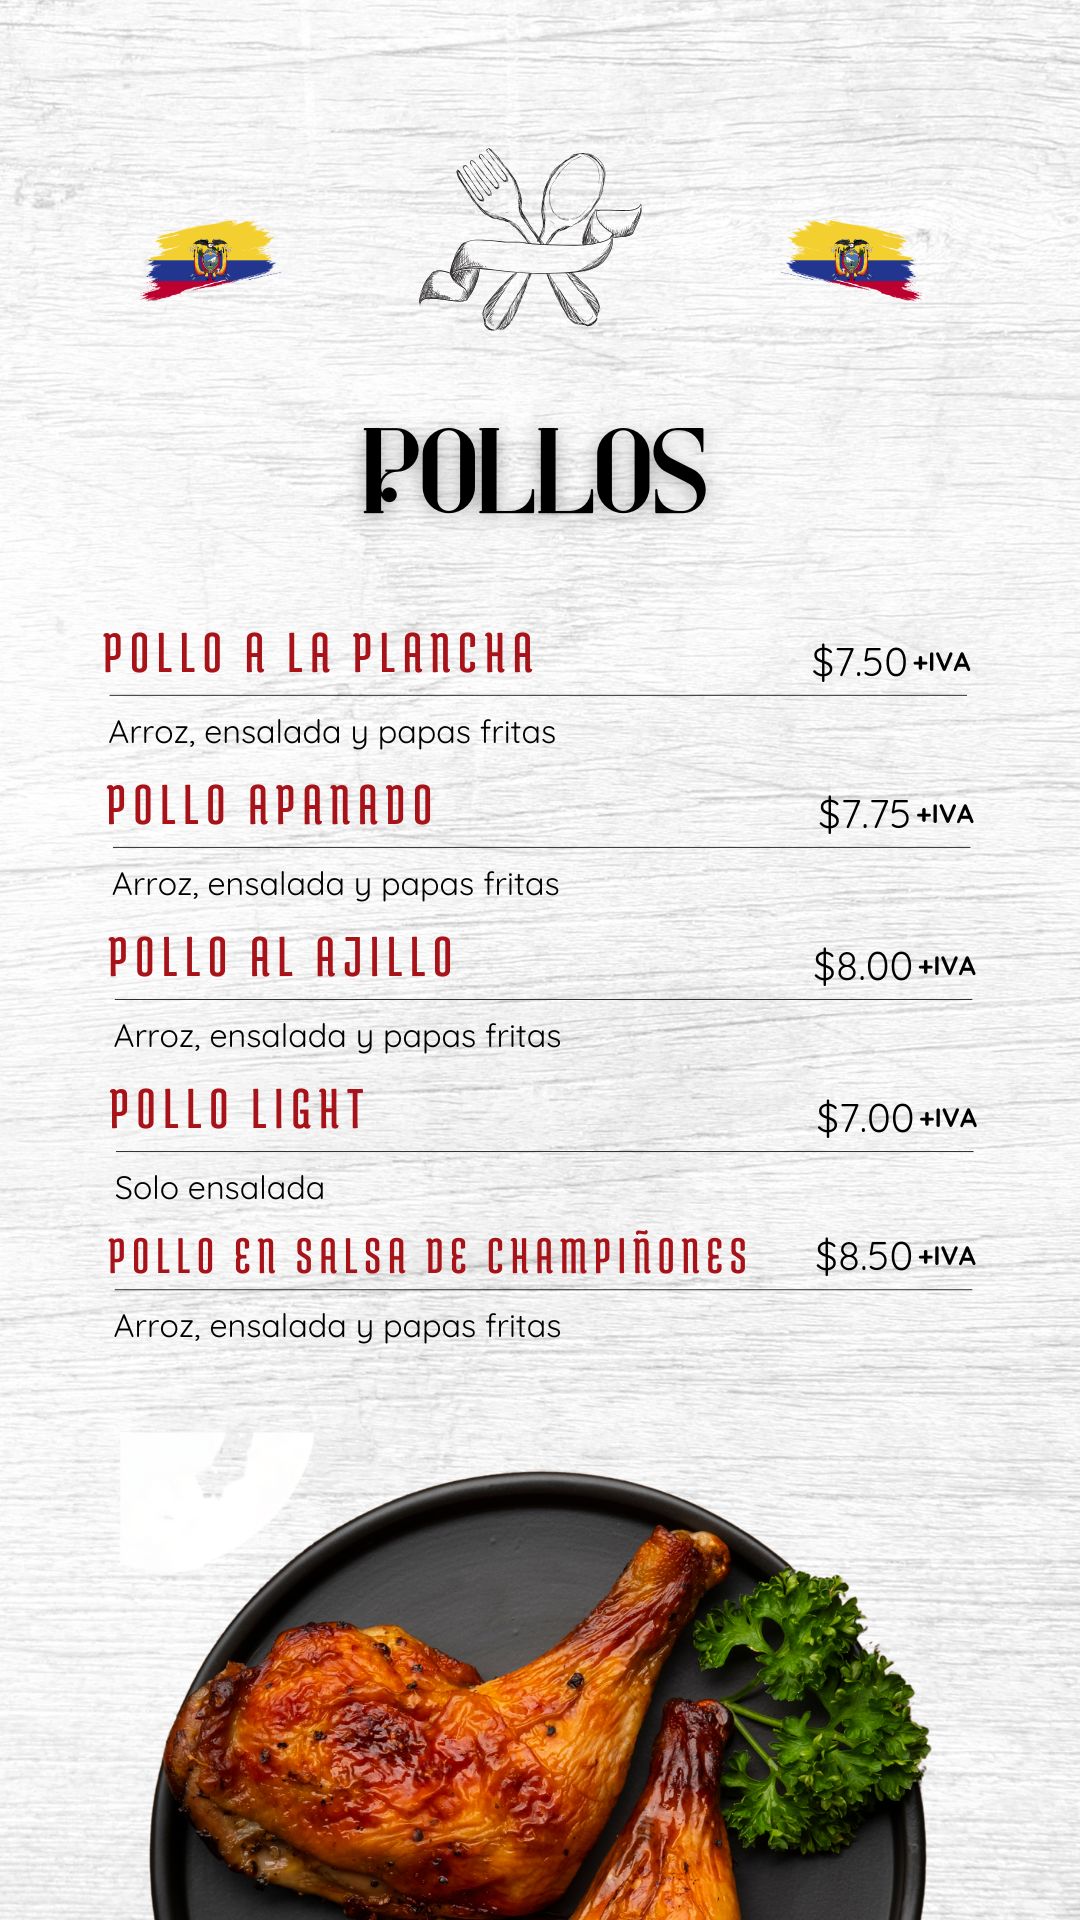 POLLOS
POLLO A LA PLANCHA
$7.50 +IVA
Arroz, ensalada y papas fritas
POLLO APANADO
$7.75 +IVA
Arroz, ensalada y papas fritas
POLLO AL AJILLO
$8.00 +IVA
Arroz, ensalada y papas fritas
POLLO LIGHT
$7.00 +IVA
Solo ensalada
POLLO EN SALSA DE CHAMPIÑONES
$8.50 +IVA
Arroz, ensalada y papas fritas